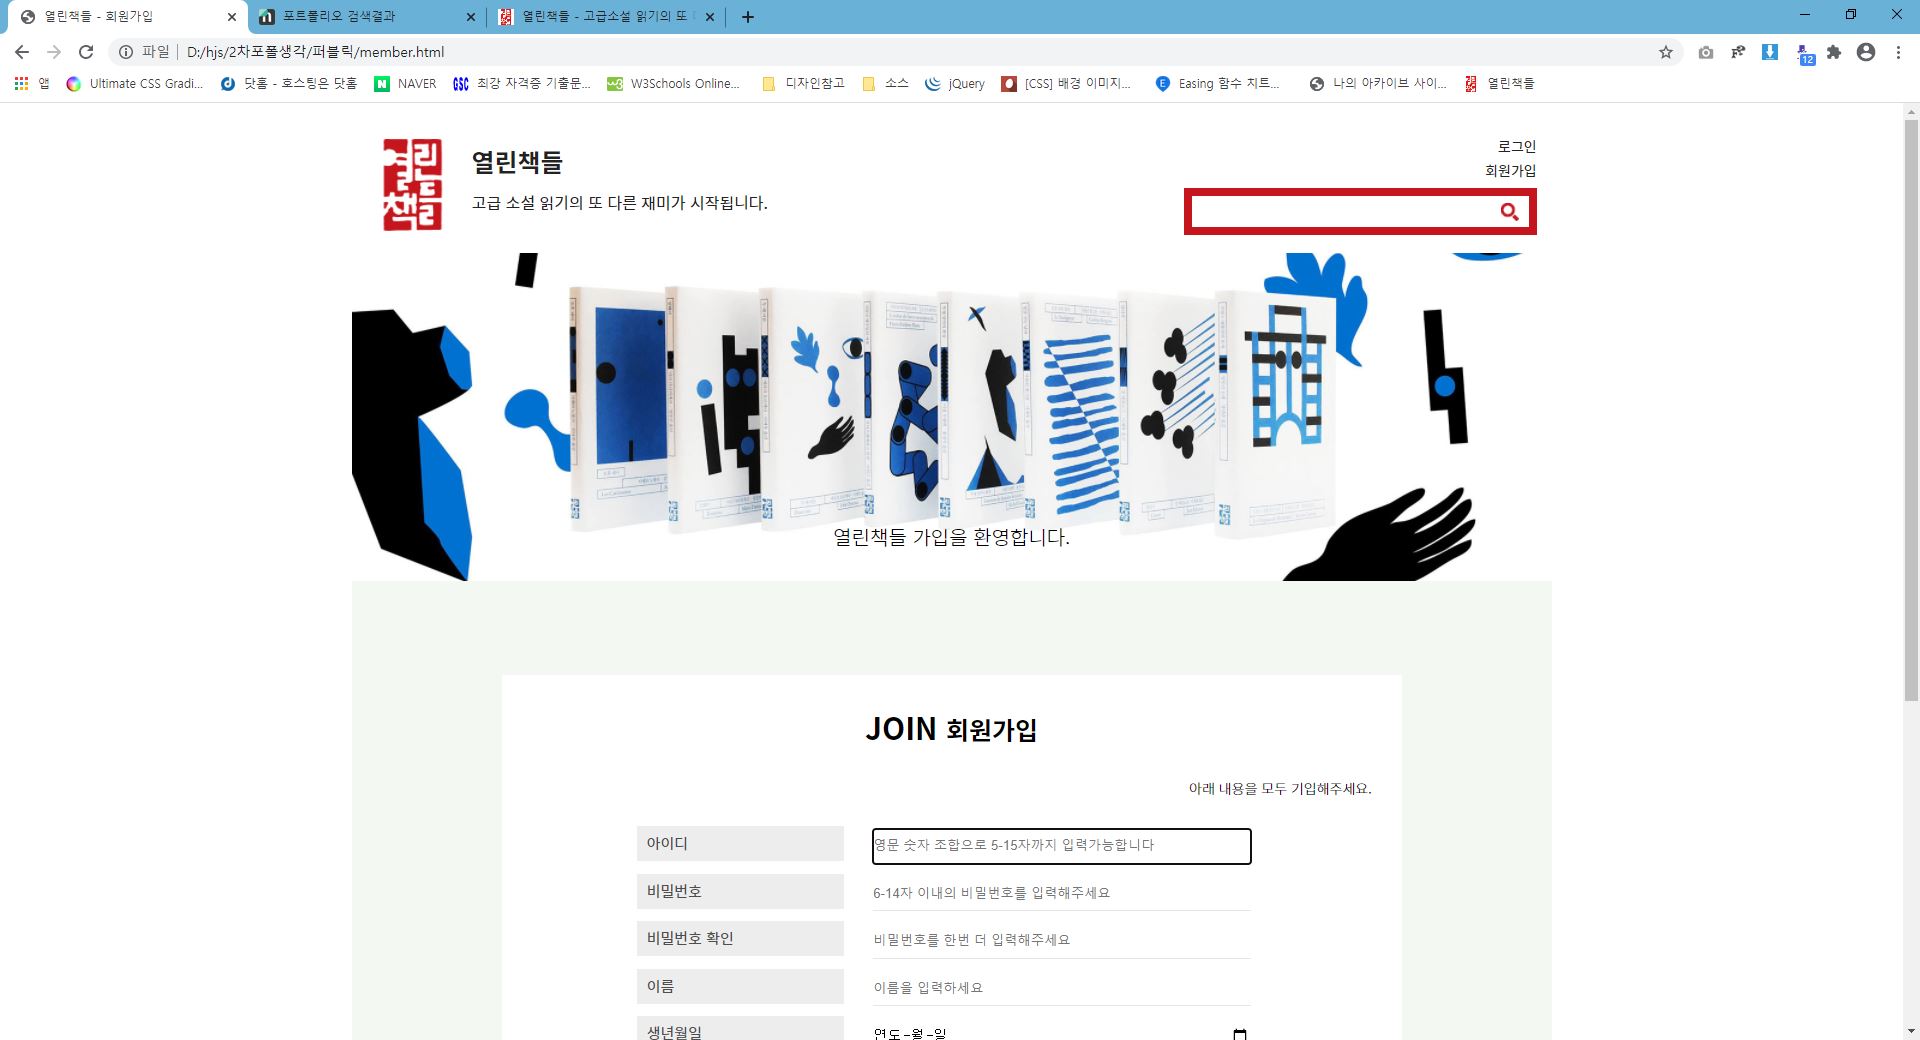 열린책들 - 회원가입
포트폴리오 검색결과
열린책들 - 고급소설 읽기의 또
파일 | D:/hjs/2차포폴생각/퍼블릭/member.html
12
앱
Ultimate CSS Gradi...
닷홈 - 호스팅은 닷홈
NAVER
GSC
최강 자격증 기출문...
W3Schools Online...
디자인참고
소스
jQuery
[CSS] 배경 이미지...
Easing 함수 치트...
나의 아카이브 사이...
열린책들
열린책들
열린책들
고급 소설 읽기의 또 다른 재미가 시작됩니다.
로그인
회원가입
열린책들 가입을 환영합니다.
JOIN 회원가입
아래 내용을 모두 기입해주세요.
아이디
영문 숫자 조합으로 5-15자까지 입력가능합니다
비밀번호
6-14자 이내의 비밀번호를 입력해주세요
비밀번호 확인
비밀번호를 한번 더 입력해주세요
이름
이름을 입력하세요
생년월일
연도-월-일